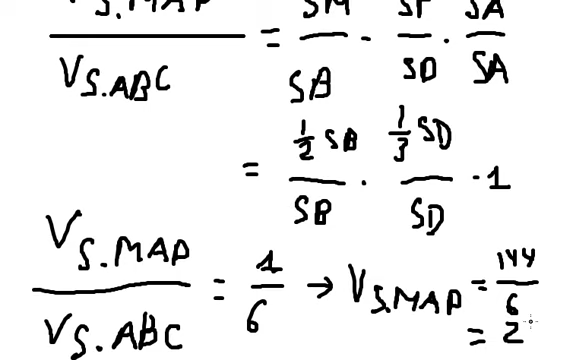 V S.MAP / V S.ABC = SM / SB · SP / SD · SA / SA
= 1/2 SB / SB · 1/3 SD / SD · 1
V S.MAP / V S.ABC = 1/6 → V S.MAP = 144/6
= 2